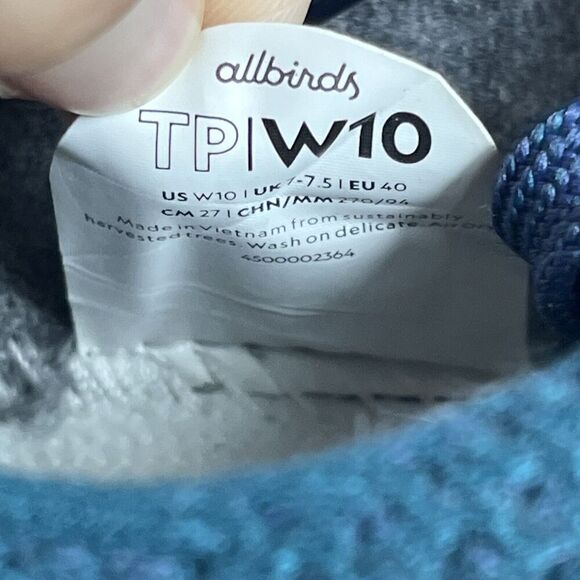 allbirds
TP|W10
US W10 | UK 7-7.5 | EU 40
CM 27 | CHN/MM 270/94
Made in Vietnam from sustainably
harvested trees. Wash on delicate. Air Dry
4500002364